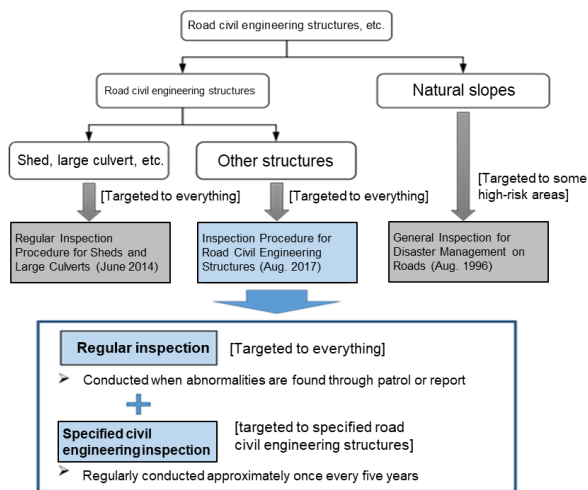 Road civil engineering structures, etc.
Road civil engineering structures
Natural slopes
Shed, large culvert, etc.
Other structures
[Targeted to everything]
[Targeted to everything]
[Targeted to some
high-risk areas]
Regular Inspection
Procedure for Sheds and
Large Culverts (June 2014)
Inspection Procedure for
Road Civil Engineering
Structures (Aug. 2017)
General Inspection for
Disaster Management on
Roads (Aug. 1996)
Regular inspection
[Targeted to everything]
➢ Conducted when abnormalities are found through patrol or report
+
Specified civil
engineering inspection
[targeted to specified road
civil engineering structures]
➢ Regularly conducted approximately once every five years